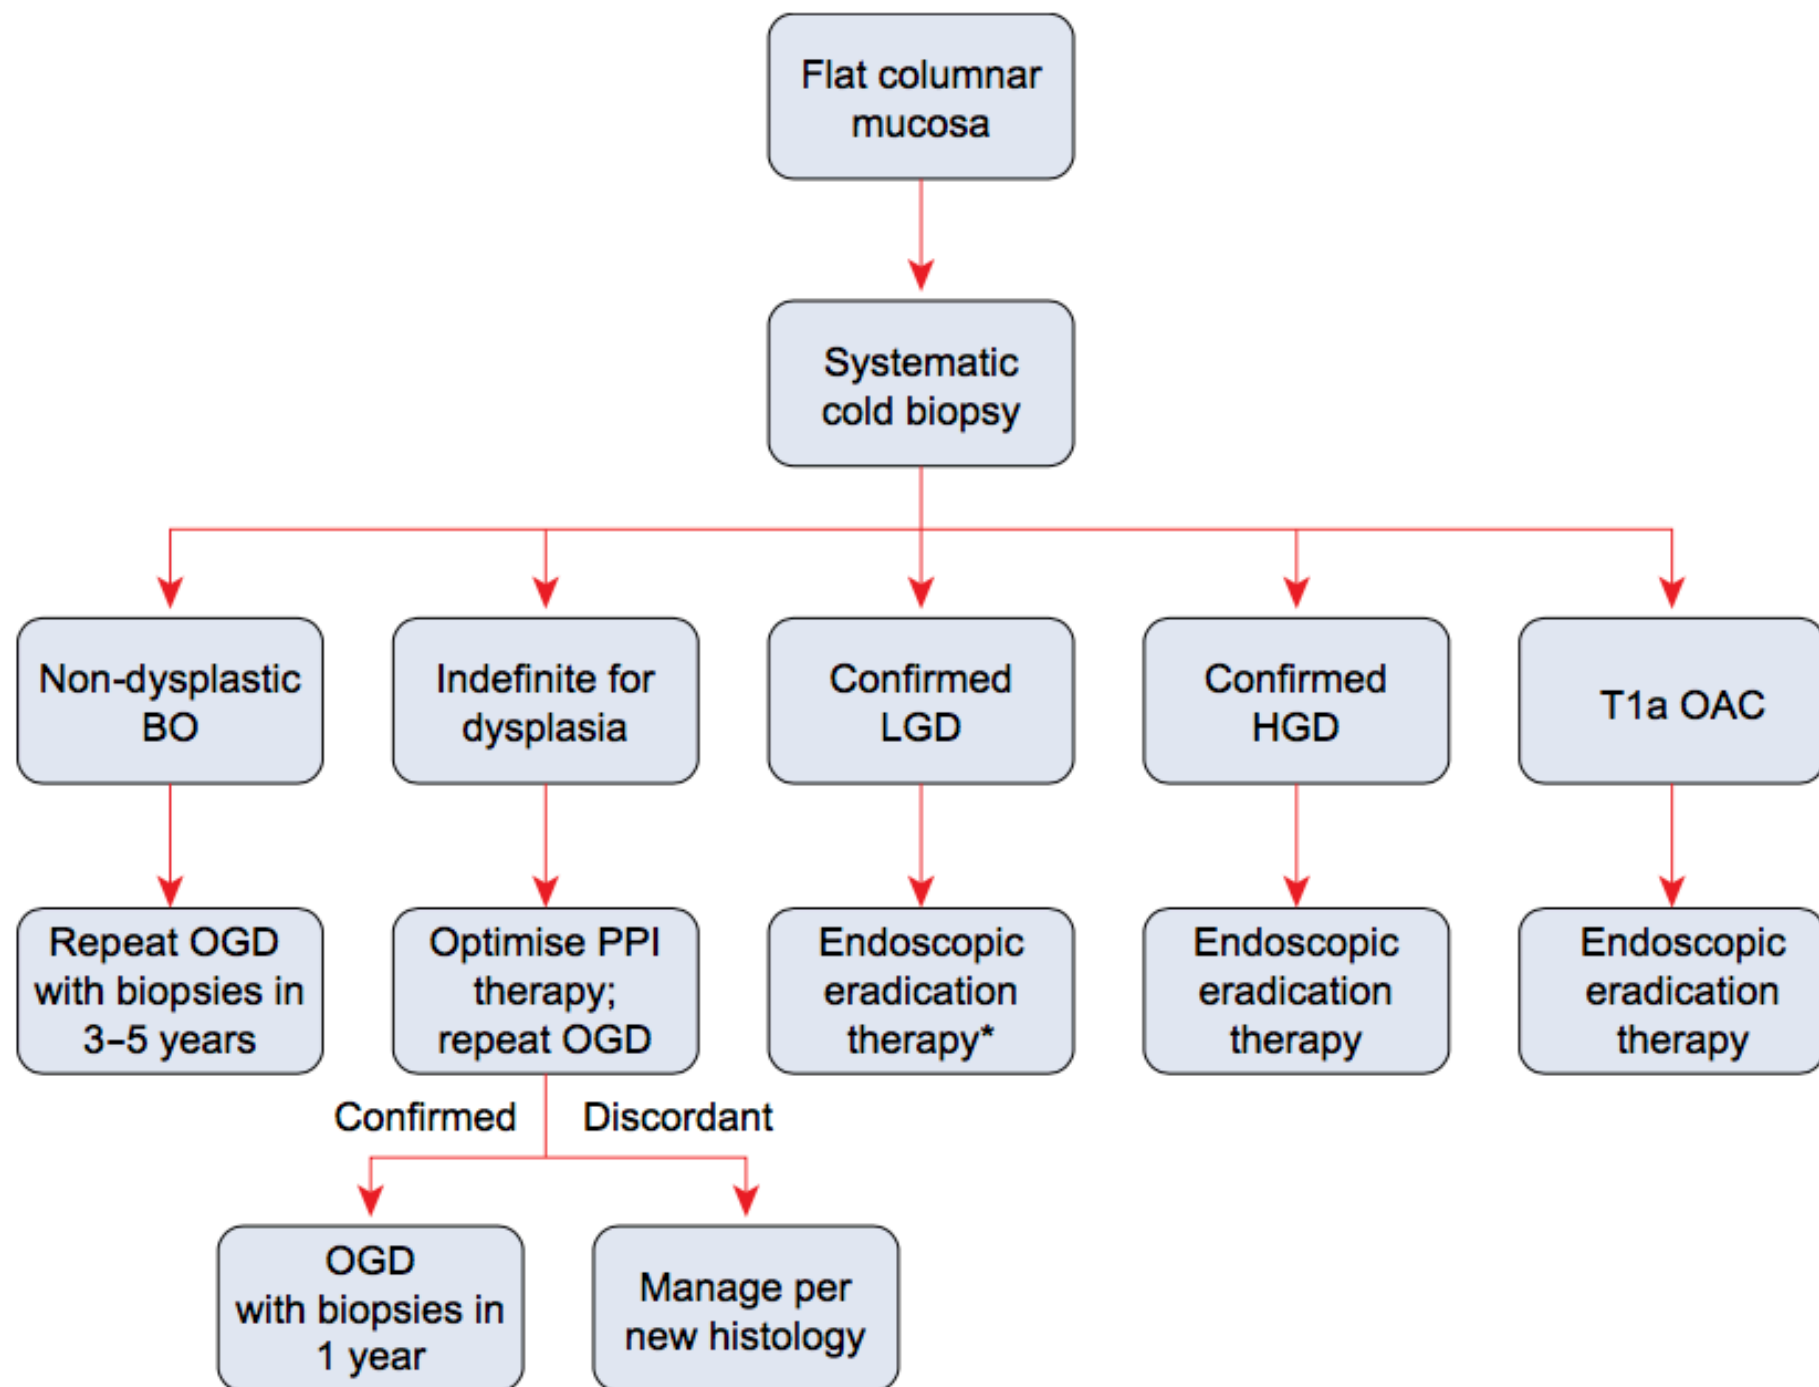 Flat columnar
mucosa
Systematic
cold biopsy
Non-dysplastic
BO
Indefinite for
dysplasia
Confirmed
LGD
Confirmed
HGD
T1a OAC
Repeat OGD
with biopsies in
3–5 years
Optimise PPI
therapy;
repeat OGD
Endoscopic
eradication
therapy*
Endoscopic
eradication
therapy
Endoscopic
eradication
therapy
Confirmed
Discordant
OGD
with biopsies in
1 year
Manage per
new histology